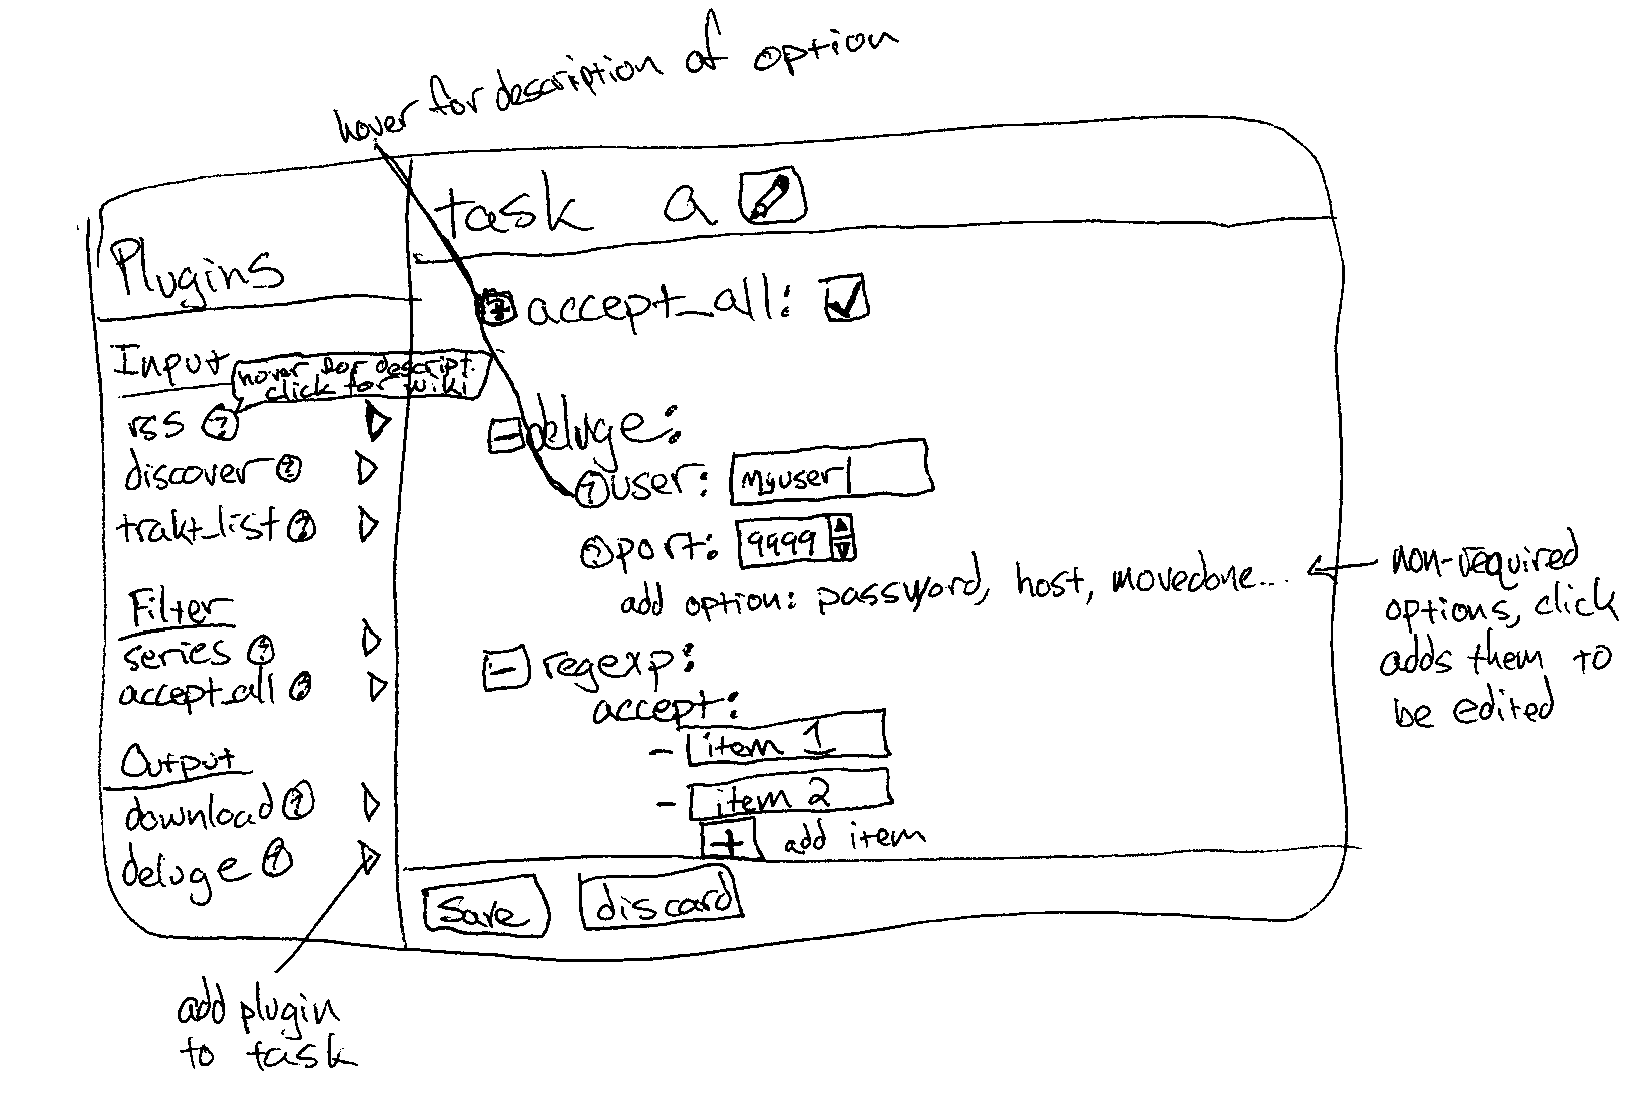 hover for description of option
task a
Plugins
? accept_all:
Input
hover for descript.
click for wiki
rss ?
discover ?
trakt_list ?
Filter
series ?
accept_all ?
Output
download ?
deluge ?
deluge:
? user: Myuser
? port: 9999
add option: password, host, movedone...
regexp:
accept:
- item 1
- item 2
+ add item
Save discard
non-required
options, click
adds them to
be edited
add plugin
to task